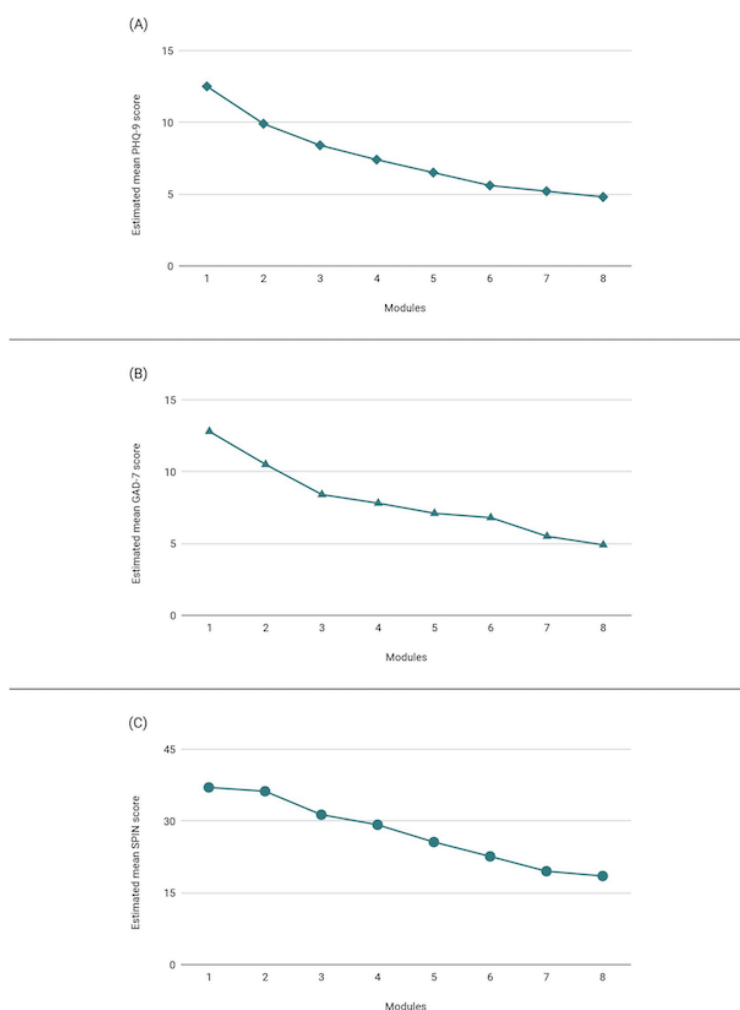 (A)
Estimated mean PHQ-9 score
15
10
5
0
1 2 3 4 5 6 7 8
Modules
(B)
Estimated mean GAD-7 score
15
10
5
0
1 2 3 4 5 6 7 8
Modules
(C)
Estimated mean SPIN score
45
30
15
0
1 2 3 4 5 6 7 8
Modules